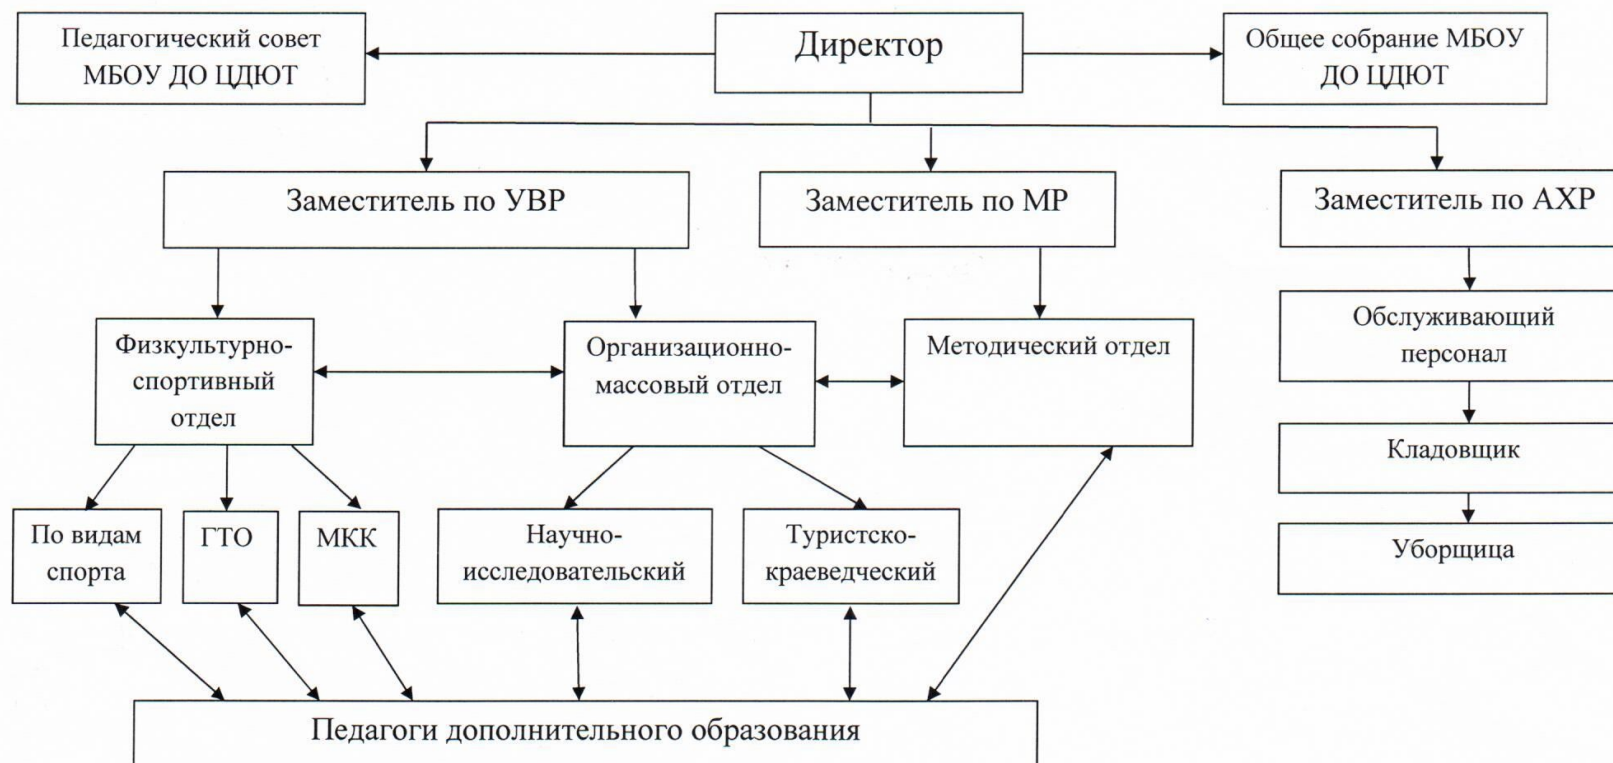 Педагогический совет
МБОУ ДО ЦДЮТ
Директор
Общее собрание МБОУ
ДО ЦДЮТ
Заместитель по УВР
Заместитель по МР
Заместитель по АХР
Физкультурно-
спортивный
отдел
Организационно-
массовый отдел
Методический отдел
Обслуживающий
персонал
Кладовщик
Уборщица
По видам
спорта
ГТО
МКК
Научно-
исследовательский
Туристско-
краеведческий
Педагоги дополнительного образования